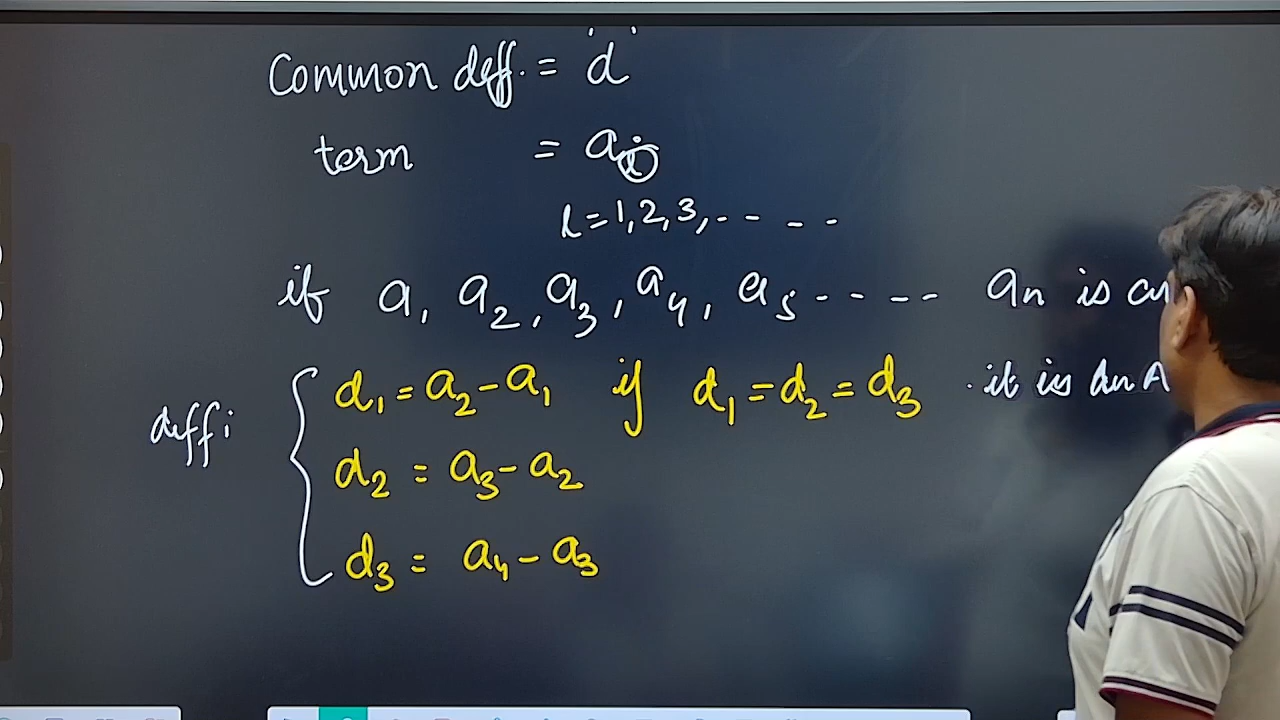 Common diff. = 'd'
term = ai
i=1,2,3,- - - -
if a, a2, a3, a4, a5 - - - - an is
diffi d1 = a2 - a1 if d1 = d2 = d3 . it is an A
d2 = a3 - a2
d3 = a4 - a3